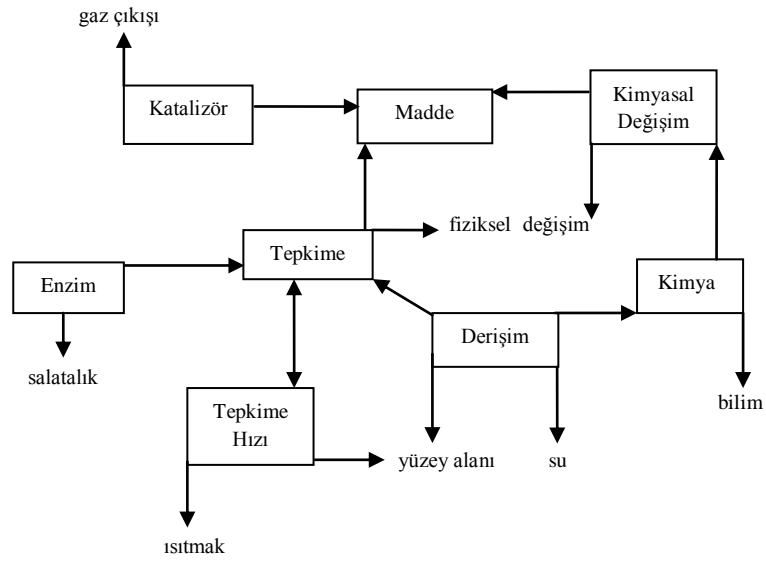 gaz çıkışı
Katalizör
Madde
Kimyasal
Değişim
fiziksel değişim
Tepkime
Enzim
Kimya
Derişim
salatalık
bilim
Tepkime
Hızı
yüzey alanı
su
ısıtmak